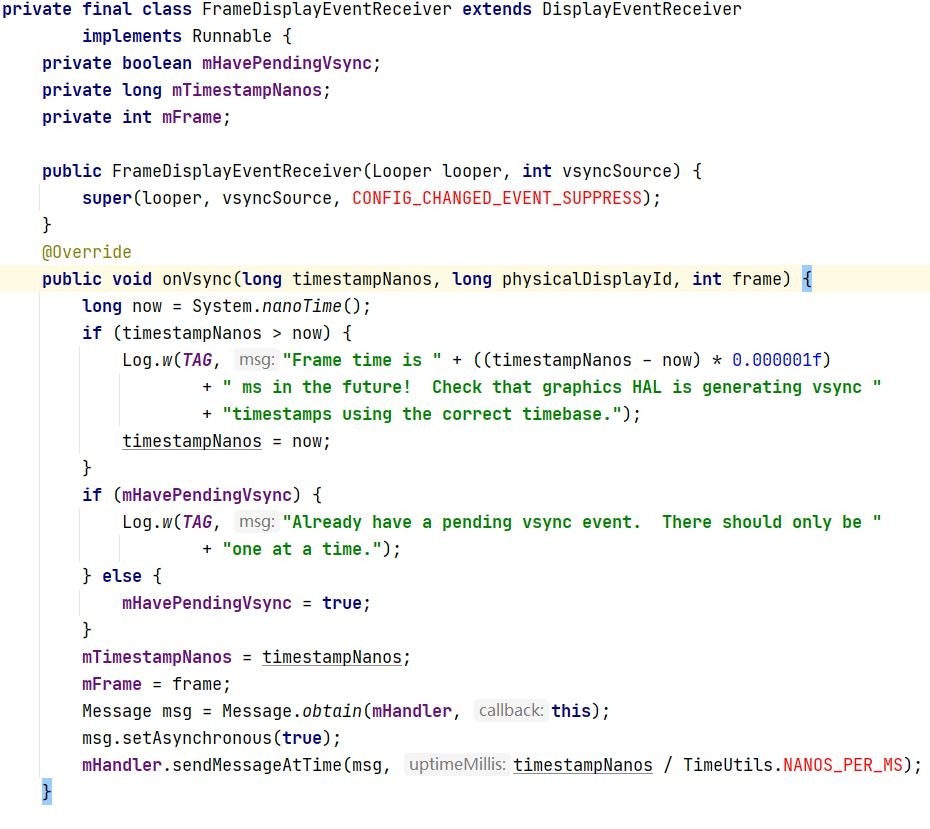 private final class FrameDisplayEventReceiver extends DisplayEventReceiver
        implements Runnable {
    private boolean mHavePendingVsync;
    private long mTimestampNanos;
    private int mFrame;

    public FrameDisplayEventReceiver(Looper looper, int vsyncSource) {
        super(looper, vsyncSource, CONFIG_CHANGED_EVENT_SUPPRESS);
    }
    @Override
    public void onVsync(long timestampNanos, long physicalDisplayId, int frame) {
        long now = System.nanoTime();
        if (timestampNanos > now) {
            Log.w(TAG, msg: "Frame time is " + ((timestampNanos - now) * 0.000001f)
                    + " ms in the future!  Check that graphics HAL is generating vsync "
                    + "timestamps using the correct timebase.");
            timestampNanos = now;
        }
        if (mHavePendingVsync) {
            Log.w(TAG, msg: "Already have a pending vsync event.  There should only be "
                    + "one at a time.");
        } else {
            mHavePendingVsync = true;
        }
        mTimestampNanos = timestampNanos;
        mFrame = frame;
        Message msg = Message.obtain(mHandler, callback: this);
        msg.setAsynchronous(true);
        mHandler.sendMessageAtTime(msg, uptimeMillis: timestampNanos / TimeUtils.NANOS_PER_MS);
    }